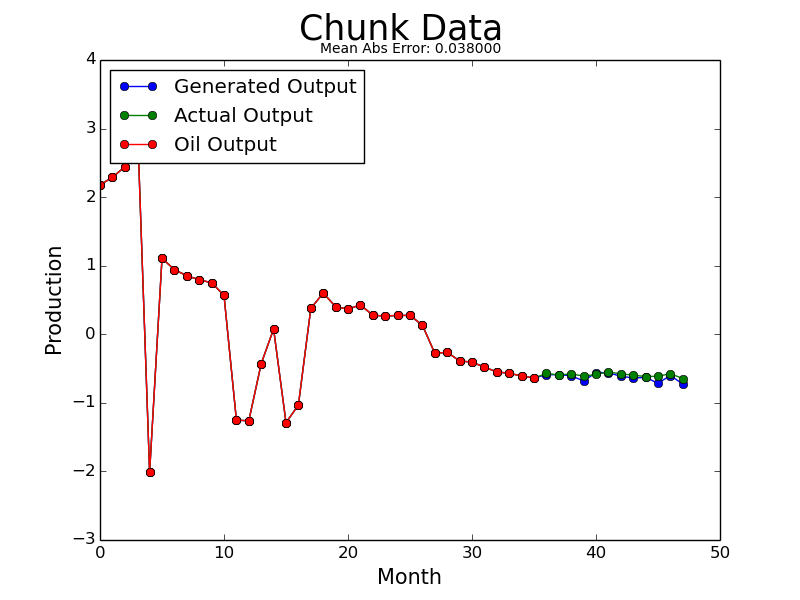 Chunk Data
Mean Abs Error: 0.038000
4
3
2
1
0
−1
−2
−3
Production
Generated Output
Actual Output
Oil Output
0 10 20 30 40 50
Month